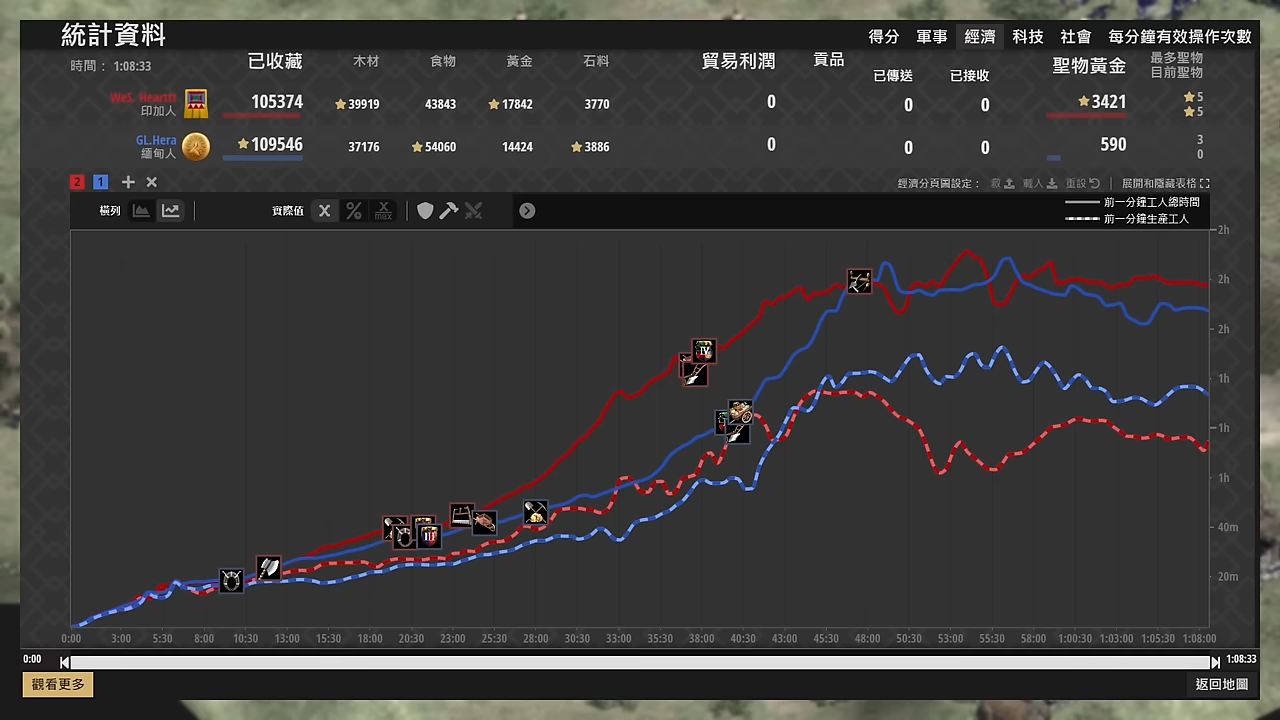 統計資料
得分 軍事 經濟 科技 社會 每分鐘有效操作次數
時間： 1:08:33
已收藏 木材 食物 黃金 石料 貿易利潤 貢品 已傳送 已接收 聖物黃金 最多聖物
目前聖物
WeS. Hearttt
印加人
105374 39919 43843 17842 3770 0 0 0 3421 5
5
GL.Hera
緬甸人
109546 37176 54060 14424 3886 0 0 0 590 3
0
2 1
經濟分頁圖設定： 載入 重設 展開和隱藏表格
橫列 實際值 X % X max
前一分鐘工人總時間
前一分鐘生產工人
2h
2h
2h
1h
1h
1h
40m
20m
IV
III
0:00 3:00 5:30 8:00 10:30 13:00 15:30 18:00 20:30 23:00 25:30 28:00 30:30 33:00 35:30 38:00 40:30 43:00 45:30 48:00 50:30 53:00 55:30 58:00 1:00:30 1:03:00 1:05:30 1:08:00
0:00 1:08:33
觀看更多 返回地圖